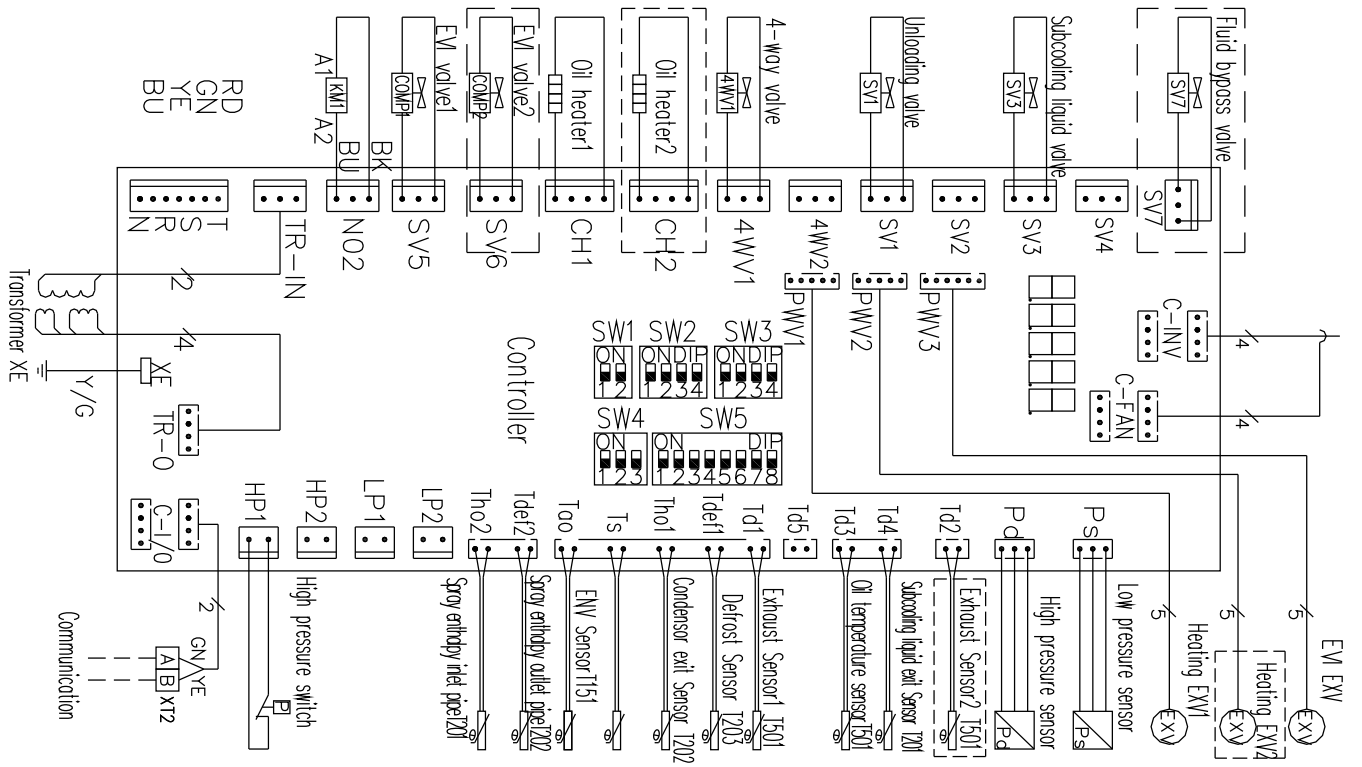 Fluid bypass valve
SV7
SV7
SV4
Subcooling liquid valve
SV3
SV3
SV2
Unloading valve
SV1
SV1
4WV2
4-way valve
4WV1
4WV1
Oil heater2
CH2
Oil heater1
CH1
EVI valve2
COMP2
SV6
EVI valve1
COMP1
SV5
A1
KM1
A2
BK
BU
NO2
RD
GN
YE
BU
TR-IN
T
S
R
N
2
4
Transformer XE
Y/G
XE
TR-O
C-I/O
PWV1
PWV2
PWV3
C-INV
4
C-FAN
4
Controller
SW1
ON
1 2
SW2
ON DIP
1 2 3 4
SW3
ON DIP
1 2 3 4
SW4
ON
1 2 3
SW5
ON DIP
1 2 3 4 5 6 7 8
HP1
HP2
LP1
LP2
Tho2
Tdef2
Tao
Ts
Tho1
Tdef1
Td1
Td5
Td3
Td4
Td2
Pd
Ps
2
GN
YE
A
B
XT2
Communication
High pressure switch
P
Spray enthalpy inlet pipeT201
Spray enthalpy outlet pipeT202
ENV SensorT151
Condensor exit Sensor T202
Defrost Sensor T203
Exhaust Sensor1 T501
Oil temperature sensorT501
Subcooling liquid exit Sensor T201
Exhaust Sensor2 T501
High pressure sensor
Pd
Low pressure sensor
Ps
5
Heating EXV1
EXV
5
Heating EXV2
EXV
5
EVI EXV
EXV
θ
θ
θ
θ
θ
θ
θ
θ
θ
θ